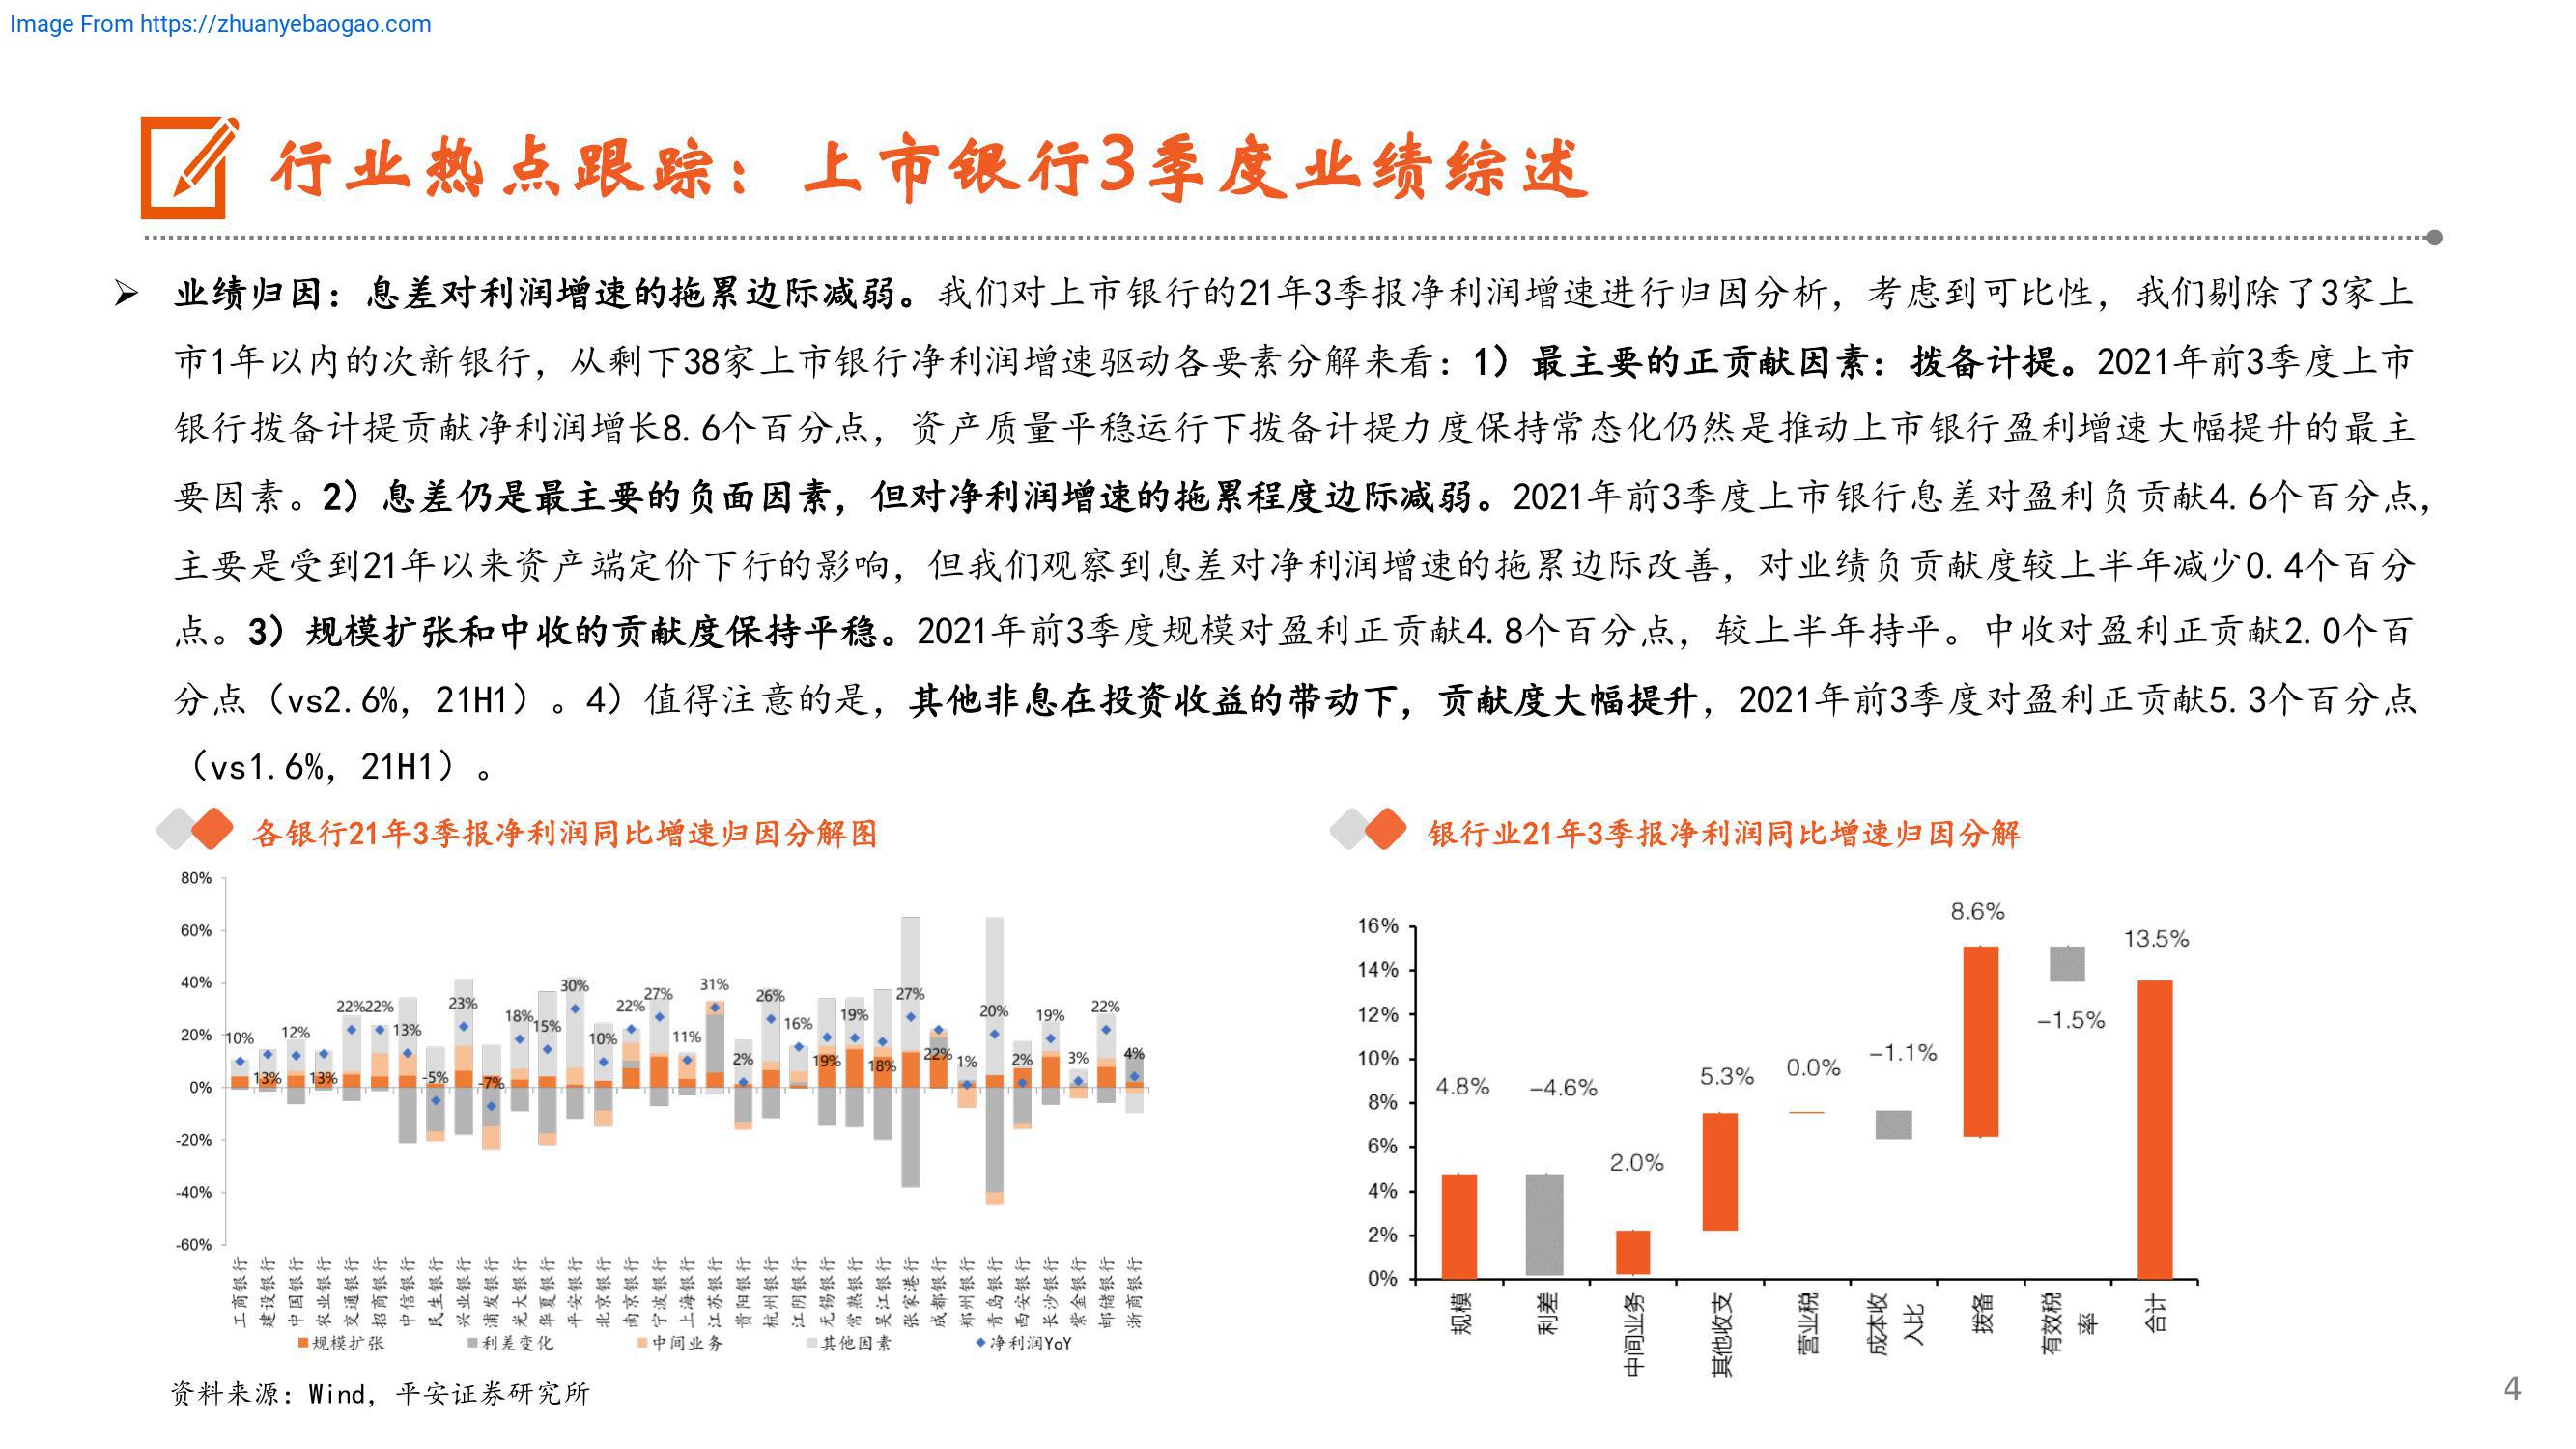 Image From https://zhuanyebaogao.com
行业热点跟踪：上市银行3季度业绩综述
➢ 业绩归因：息差对利润增速的拖累边际减弱。我们对上市银行的21年3季报净利润增速进行归因分析，考虑到可比性，我们剔除了3家上
市1年以内的次新银行，从剩下38家上市银行净利润增速驱动各要素分解来看：1）最主要的正贡献因素：拨备计提。2021年前3季度上市
银行拨备计提贡献净利润增长8.6个百分点，资产质量平稳运行下拨备计提力度保持常态化仍然是推动上市银行盈利增速大幅提升的最主
要因素。2）息差仍是最主要的负面因素，但对净利润增速的拖累程度边际减弱。2021年前3季度上市银行息差对盈利负贡献4.6个百分点，
主要是受到21年以来资产端定价下行的影响，但我们观察到息差对净利润增速的拖累边际改善，对业绩负贡献度较上半年减少0.4个百分
点。3）规模扩张和中收的贡献度保持平稳。2021年前3季度规模对盈利正贡献4.8个百分点，较上半年持平。中收对盈利正贡献2.0个百
分点（vs2.6%，21H1）。4）值得注意的是，其他非息在投资收益的带动下，贡献度大幅提升，2021年前3季度对盈利正贡献5.3个百分点
（vs1.6%，21H1）。
各银行21年3季报净利润同比增速归因分解图
80%
60%
40%
20%
0%
-20%
-40%
-60%
10%
13%
12%
13%
22%
22%
13%
-5%
23%
-7%
18%
15%
30%
10%
22%
27%
11%
31%
2%
26%
16%
19%
19%
18%
27%
22%
1%
20%
2%
19%
3%
22%
4%
工商银行
建设银行
中国银行
农业银行
交通银行
招商银行
中信银行
民生银行
兴业银行
浦发银行
光大银行
华夏银行
平安银行
北京银行
南京银行
宁波银行
上海银行
江苏银行
贵阳银行
杭州银行
江阴银行
无锡银行
常熟银行
吴江银行
张家港行
成都银行
郑州银行
青岛银行
西安银行
长沙银行
紫金银行
邮储银行
浙商银行
规模扩张
利差变化
中间业务
其他因素
净利润YoY
银行业21年3季报净利润同比增速归因分解
16%
14%
12%
10%
8%
6%
4%
2%
0%
4.8%
-4.6%
2.0%
5.3%
0.0%
-1.1%
8.6%
-1.5%
13.5%
规模
利差
中间业务
其他收支
营业税
成本收
入比
拨备
有效税
率
合计
资料来源：Wind，平安证券研究所
4